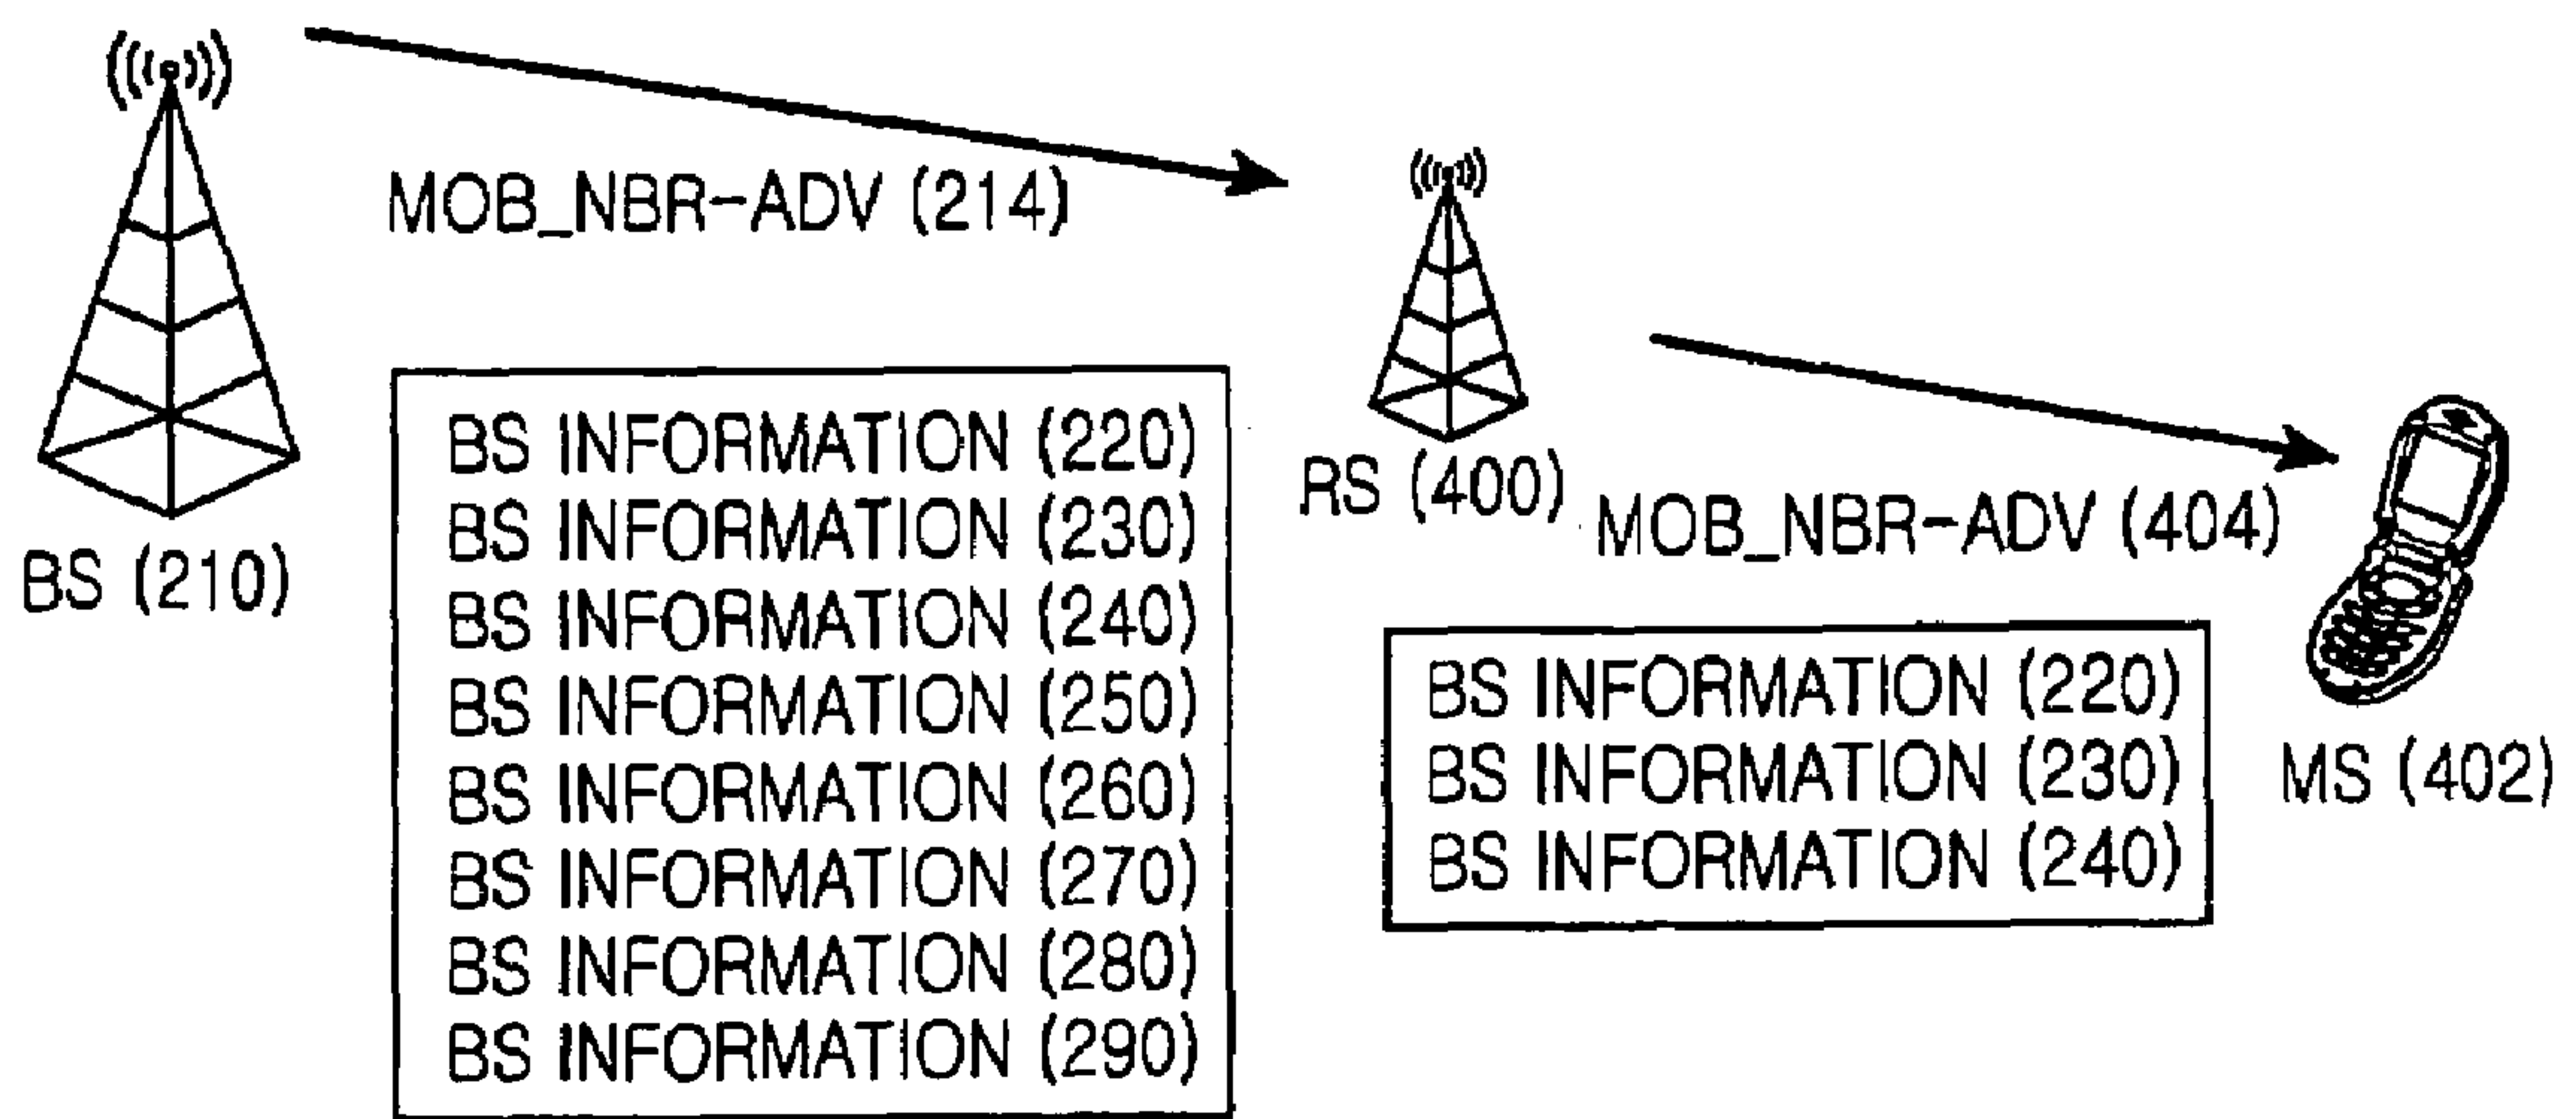 MOB_NBR-ADV (214)
BS (210)
BS INFORMATION (220)
BS INFORMATION (230)
BS INFORMATION (240)
BS INFORMATION (250)
BS INFORMATION (260)
BS INFORMATION (270)
BS INFORMATION (280)
BS INFORMATION (290)
RS (400)
MOB_NBR-ADV (404)
BS INFORMATION (220)
BS INFORMATION (230)
BS INFORMATION (240)
MS (402)